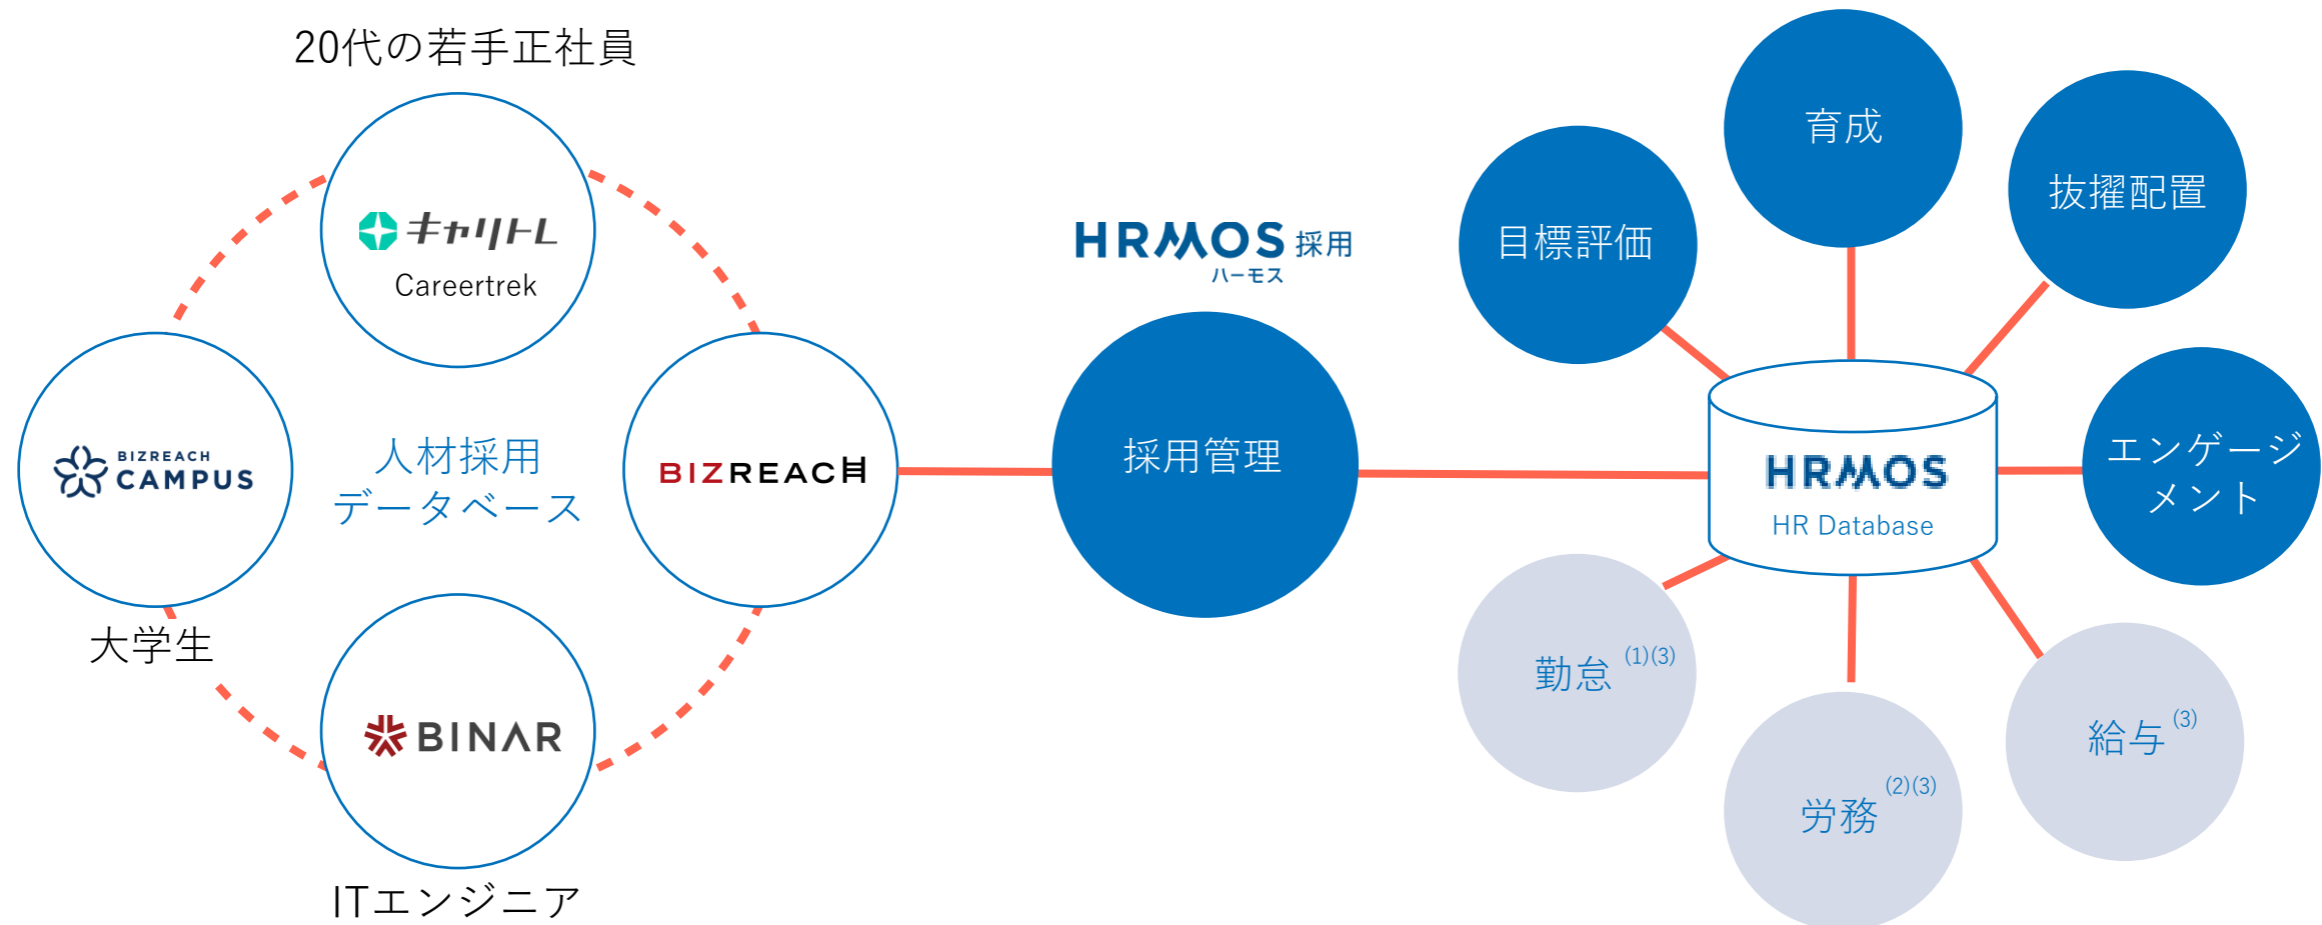 20代の若手正社員
キャリトレ
Careertrek
BIZREACH
CAMPUS
大学生
人材採用
データベース
BIZREACH
BINAR
ITエンジニア
HRMOS 採用
ハーモス
採用管理
目標評価
育成
抜擢配置
エンゲージ
メント
HRMOS
HR Database
勤怠 (1)(3)
労務 (2)(3)
給与 (3)